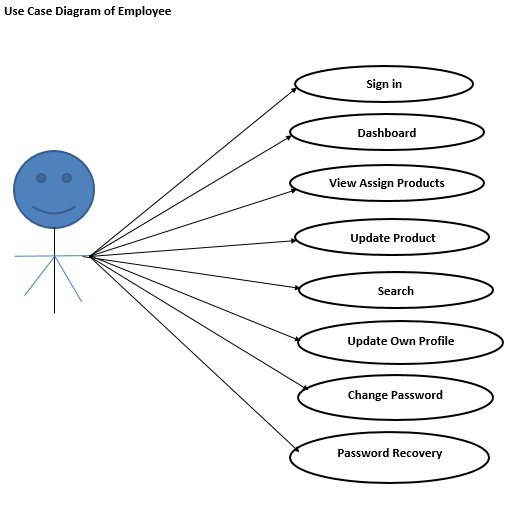 Use Case Diagram of Employee
Sign in
Dashboard
View Assign Products
Update Product
Search
Update Own Profile
Change Password
Password Recovery